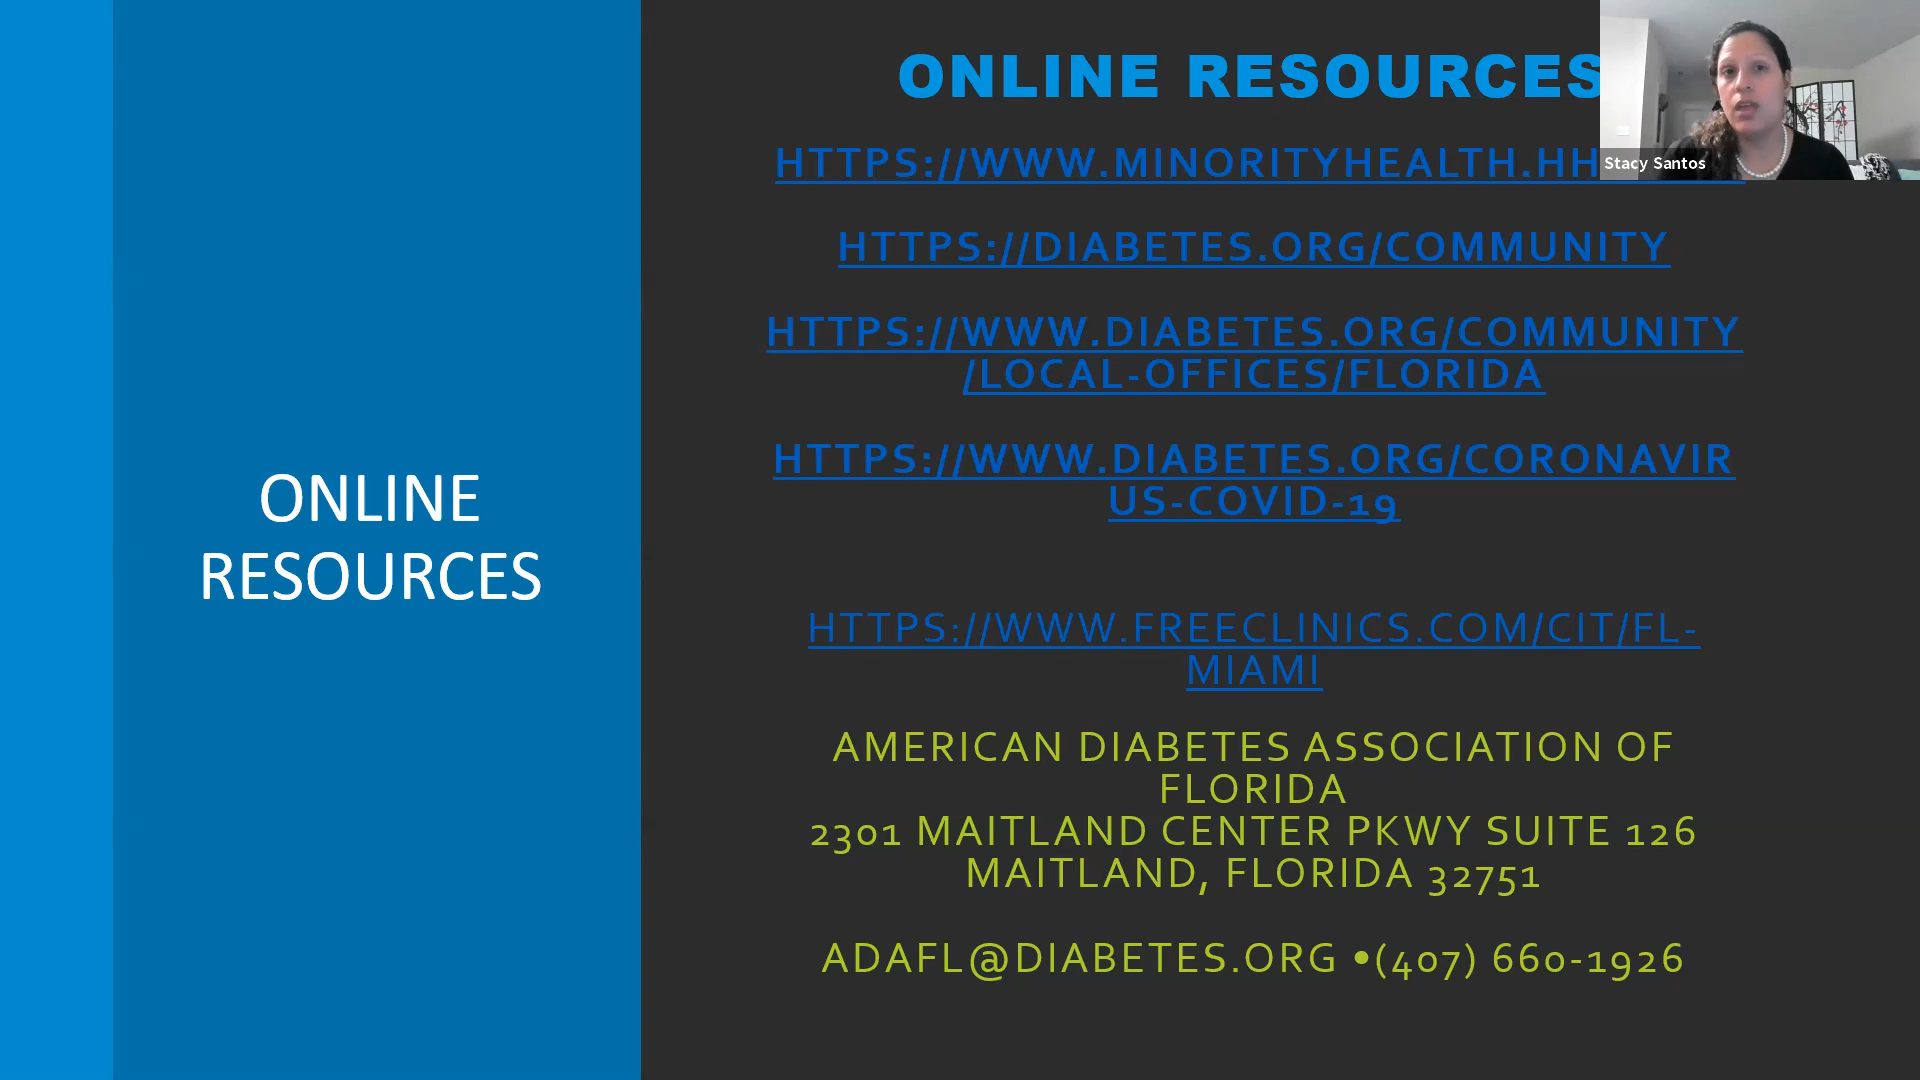 ONLINE RESOURCES
Stacy Santos
HTTPS://WWW.MINORITYHEALTH.HH
HTTPS://DIABETES.ORG/COMMUNITY
HTTPS://WWW.DIABETES.ORG/COMMUNITY
/LOCAL-OFFICES/FLORIDA
HTTPS://WWW.DIABETES.ORG/CORONAVIR
US-COVID-19
HTTPS://WWW.FREECLINICS.COM/CIT/FL-
MIAMI
AMERICAN DIABETES ASSOCIATION OF
FLORIDA
2301 MAITLAND CENTER PKWY SUITE 126
MAITLAND, FLORIDA 32751
ADAFL@DIABETES.ORG •(407) 660-1926
ONLINE
RESOURCES